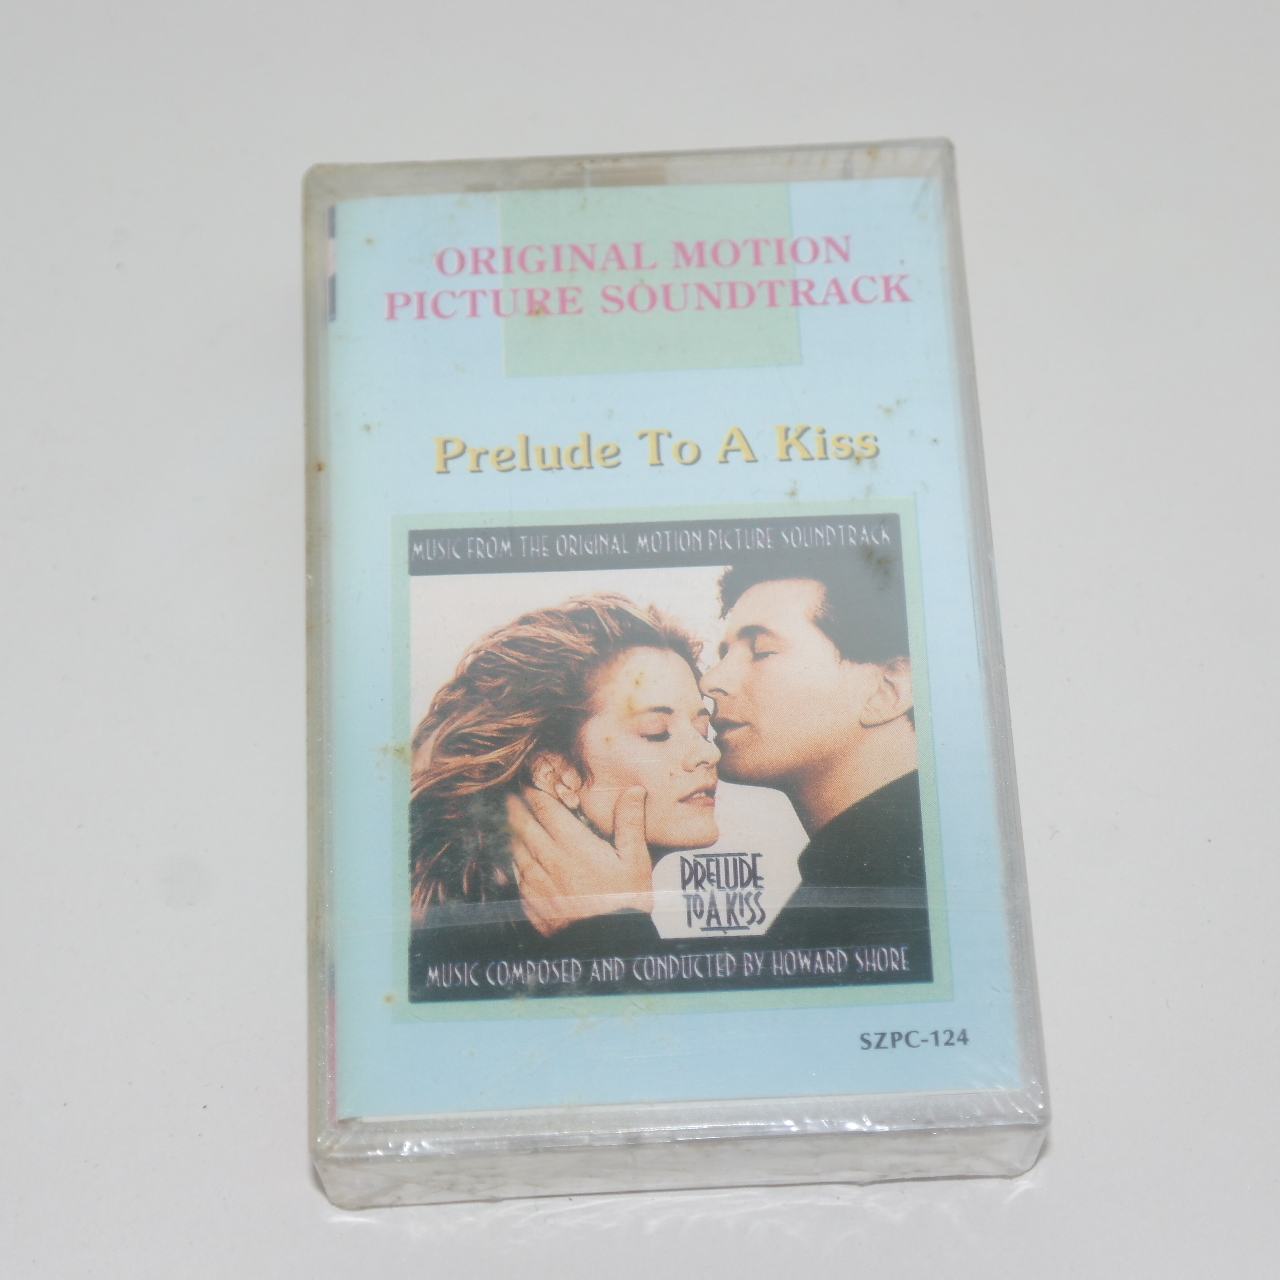 ORIGINAL MOTION
PICTURE SOUNDTRACK
Prelude To A Kiss
MUSIC FROM THE ORIGINAL MOTION PICTURE SOUNDTRACK
PRELUDE
TO A KISS
MUSIC COMPOSED AND CONDUCTED BY HOWARD SHORE
SZPC-124